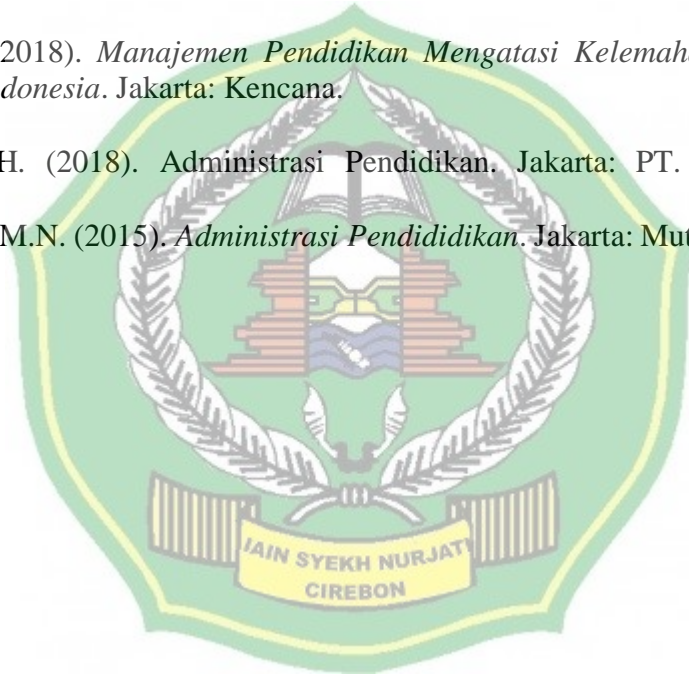 2018). Manajemen Pendidikan Mengatasi Kelemaha
donesia. Jakarta: Kencana.
H. (2018). Administrasi Pendidikan. Jakarta: PT.
M.N. (2015). Administrasi Pendididikan. Jakarta: Mut
IAIN SYEKH NURJATI
CIREBON